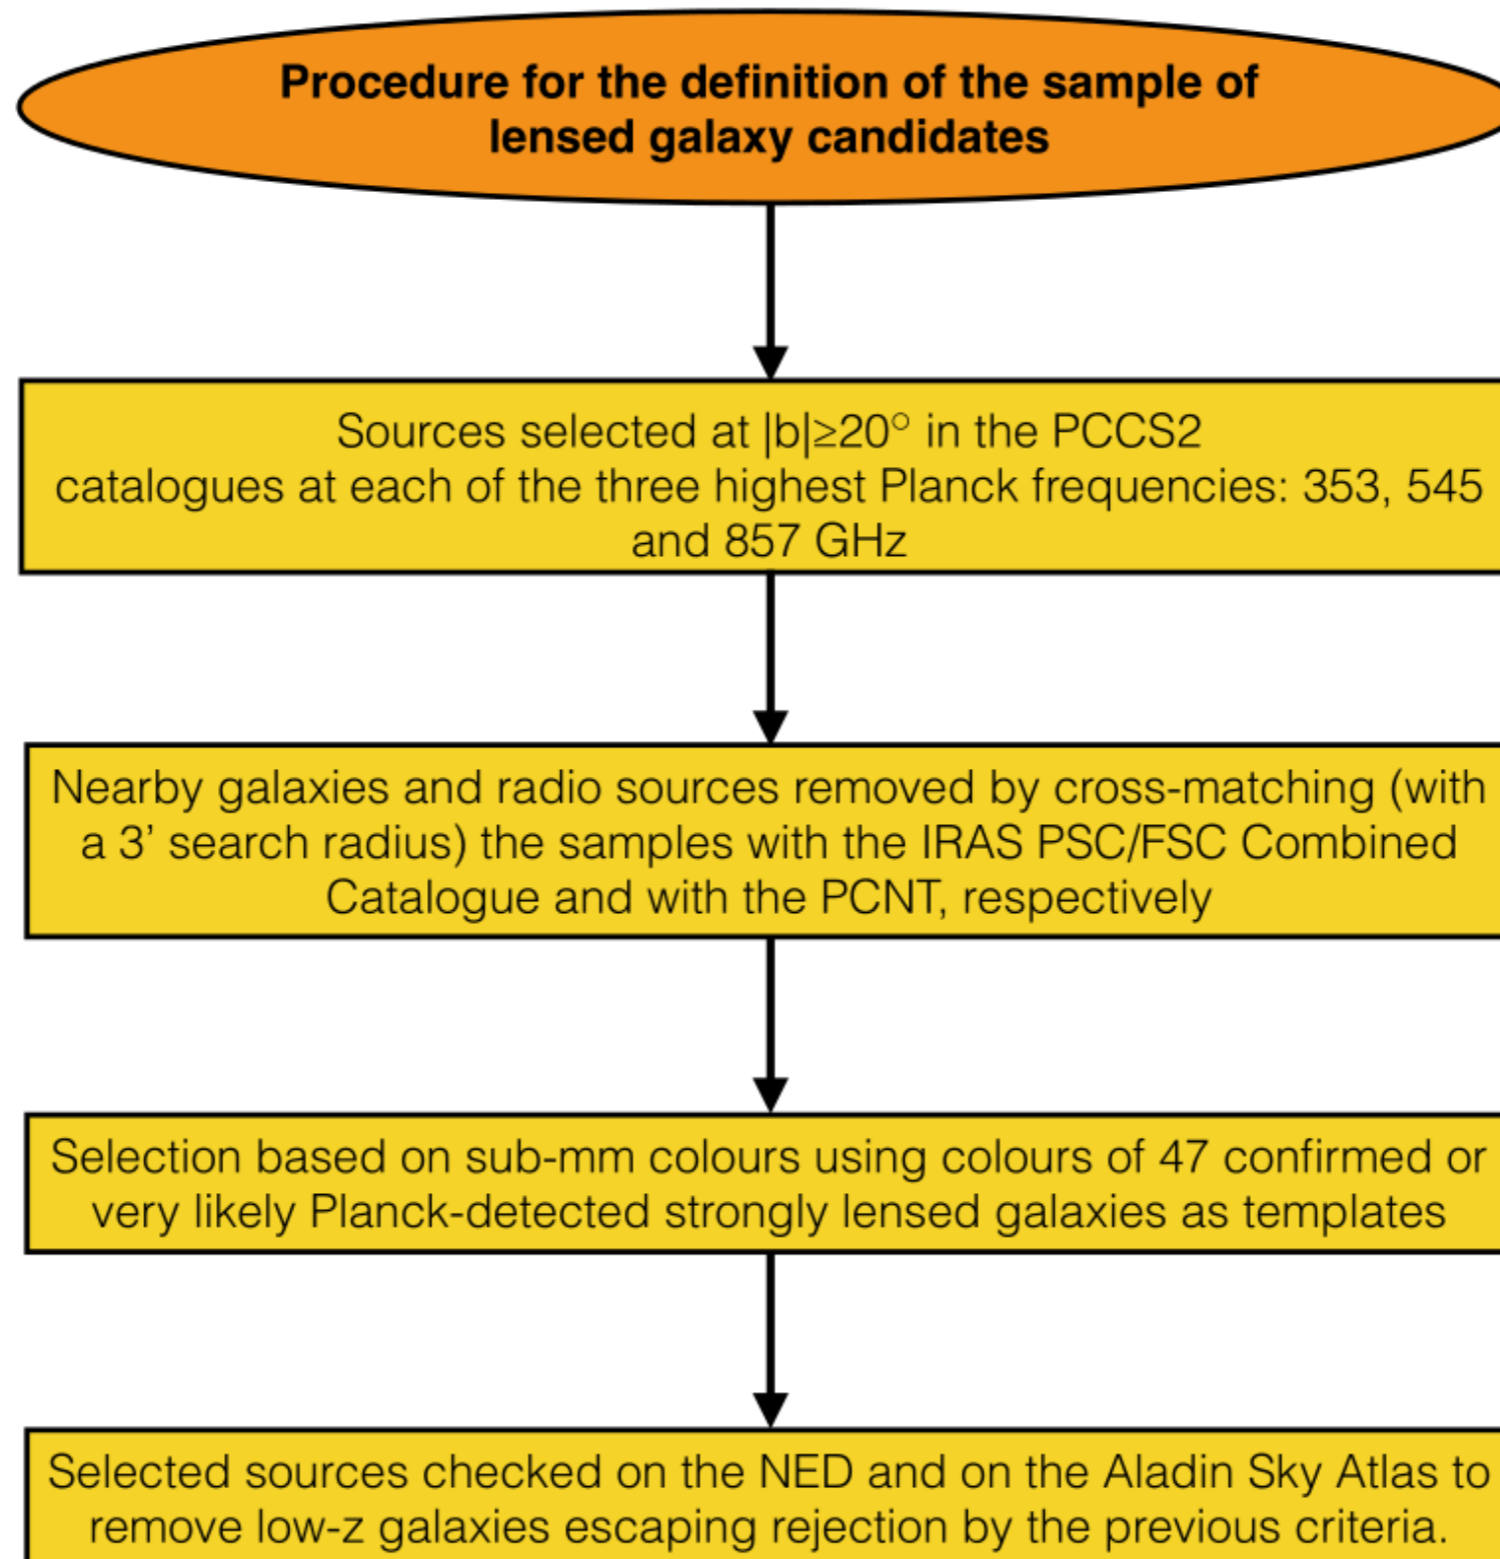 Procedure for the definition of the sample of
lensed galaxy candidates
Sources selected at |b|≥20° in the PCCS2
catalogues at each of the three highest Planck frequencies: 353, 545
and 857 GHz
Nearby galaxies and radio sources removed by cross-matching (with
a 3’ search radius) the samples with the IRAS PSC/FSC Combined
Catalogue and with the PCNT, respectively
Selection based on sub-mm colours using colours of 47 confirmed or
very likely Planck-detected strongly lensed galaxies as templates
Selected sources checked on the NED and on the Aladin Sky Atlas to
remove low-z galaxies escaping rejection by the previous criteria.